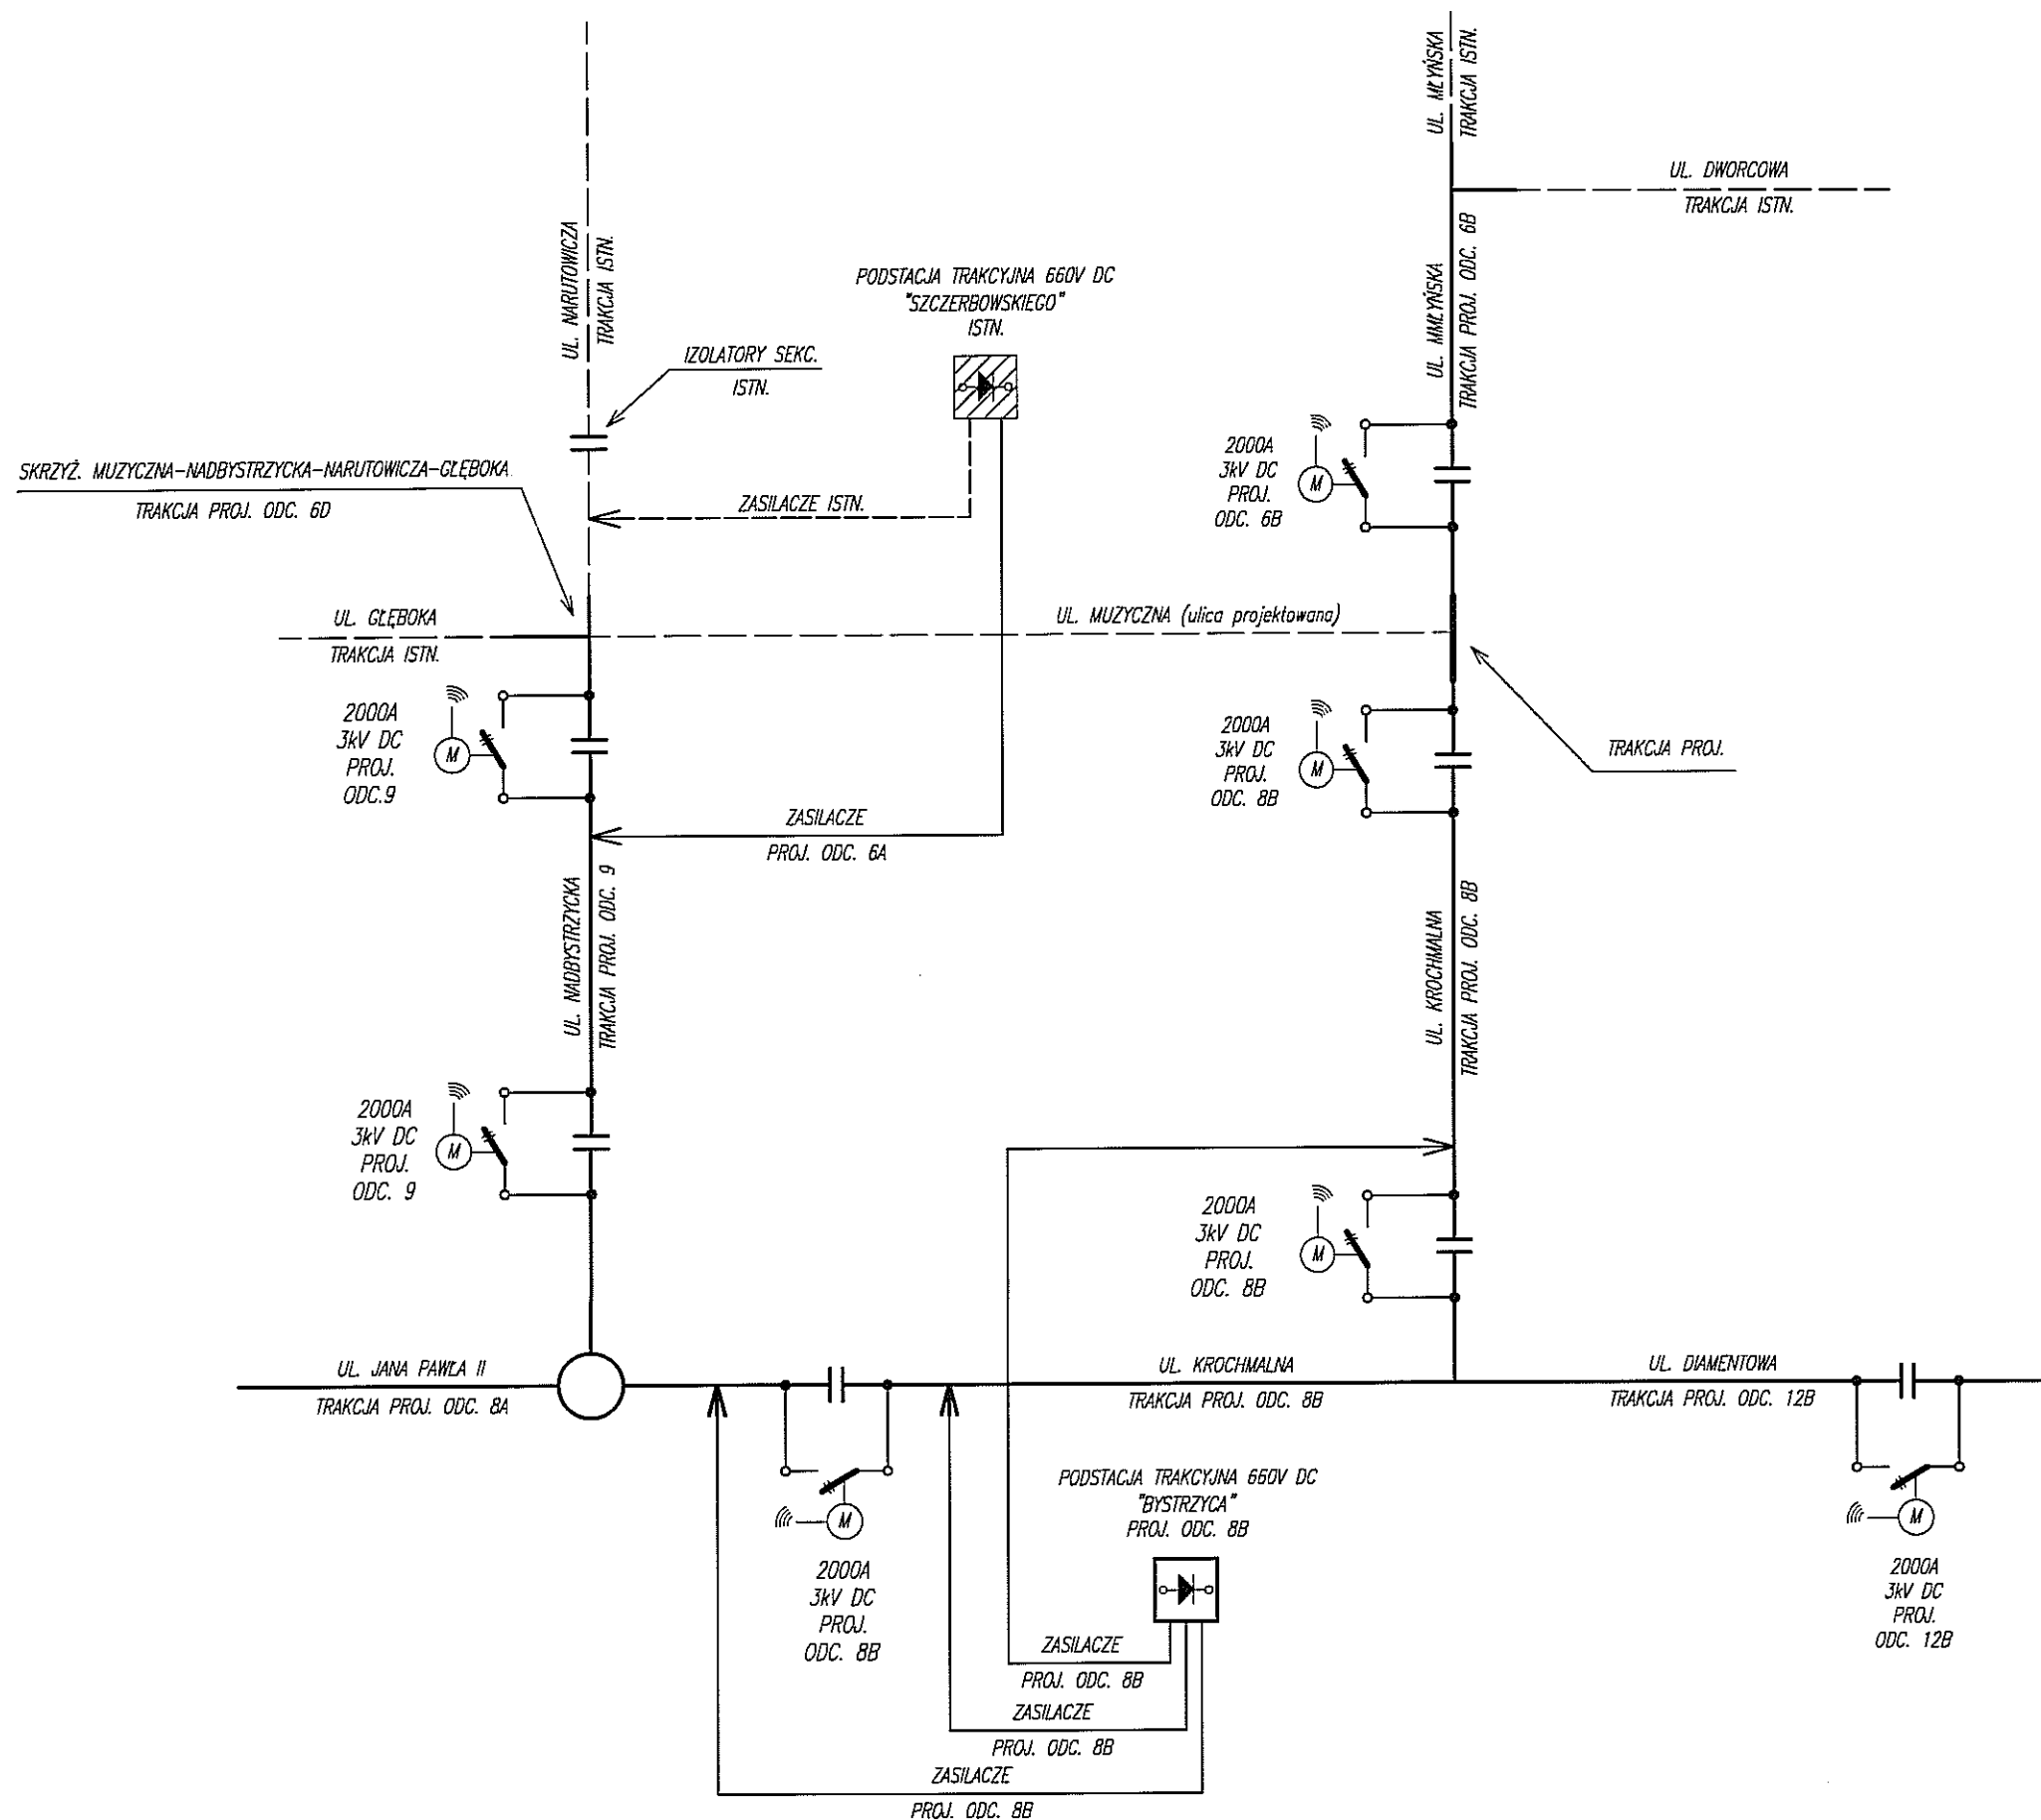 UL. MŁYŃSKA
TRAKCJA ISTN.
UL. DWORCOWA
TRAKCJA ISTN.
UL. NARUTOWICZA
TRAKCJA ISTN.
PODSTACJA TRAKCYJNA 660V DC
"SZCZERBOWSKIEGO"
ISTN.
UL. MMŁYŃSKA
TRAKCJA PROJ. ODC. 6B
IZOLATORY SEKC.
ISTN.
SKRZYŻ. MUZYCZNA-NADBYSTRZYCKA-NARUTOWICZA-GŁĘBOKA
TRAKCJA PROJ. ODC. 6D
ZASILACZE ISTN.
2000A
3kV DC
PROJ.
ODC. 6B
M
UL. GŁĘBOKA
TRAKCJA ISTN.
UL. MUZYCZNA (ulica projektowana)
2000A
3kV DC
PROJ.
ODC.9
M
2000A
3kV DC
PROJ.
ODC. 8B
M
TRAKCJA PROJ.
ZASILACZE
PROJ. ODC. 6A
UL. NADBYSTRZYCKA
TRAKCJA PROJ. ODC. 9
UL. KROCHMALNA
TRAKCJA PROJ. ODC. 8B
2000A
3kV DC
PROJ.
ODC. 9
M
2000A
3kV DC
PROJ.
ODC. 8B
M
UL. JANA PAWŁA II
TRAKCJA PROJ. ODC. 8A
UL. KROCHMALNA
TRAKCJA PROJ. ODC. 8B
UL. DIAMENTOWA
TRAKCJA PROJ. ODC. 12B
M
2000A
3kV DC
PROJ.
ODC. 8B
PODSTACJA TRAKCYJNA 660V DC
"BYSTRZYCA"
PROJ. ODC. 8B
M
2000A
3kV DC
PROJ.
ODC. 12B
ZASILACZE
PROJ. ODC. 8B
ZASILACZE
PROJ. ODC. 8B
ZASILACZE
PROJ. ODC. 8B